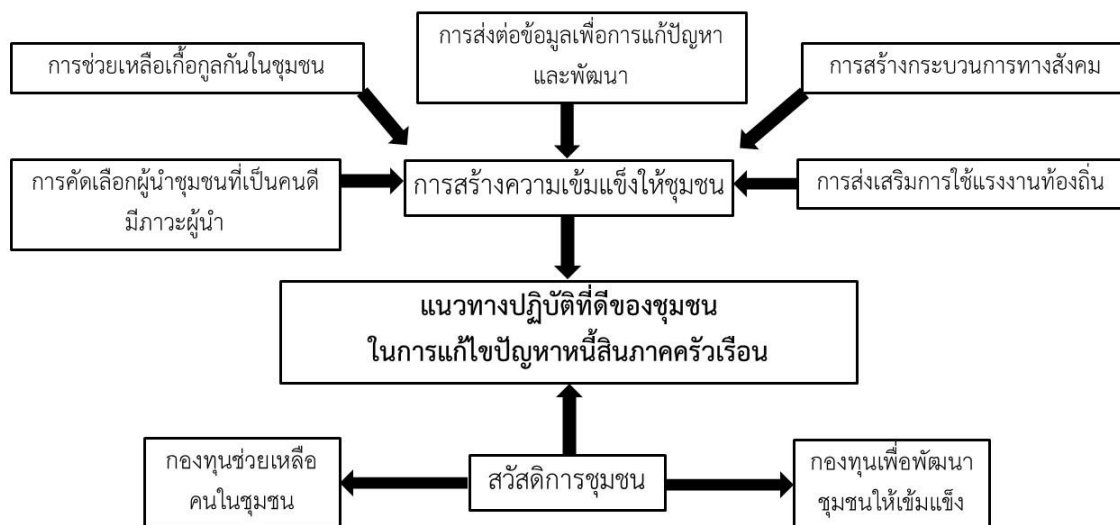 การส่งต่อข้อมูลเพื่อการแก้ปัญหา
และพัฒนา
การช่วยเหลือเกื้อกูลกันในชุมชน
การสร้างกระบวนการทางสังคม
การคัดเลือกผู้นำชุมชนที่เป็นคนดี
มีภาวะผู้นำ
การสร้างความเข้มแข็งให้ชุมชน
การส่งเสริมการใช้แรงงานท้องถิ่น
แนวทางปฏิบัติที่ดีของชุมชน
ในการแก้ไขปัญหาหนี้สินภาคครัวเรือน
กองทุนช่วยเหลือ
คนในชุมชน
สวัสดิการชุมชน
กองทุนเพื่อพัฒนา
ชุมชนให้เข้มแข็ง